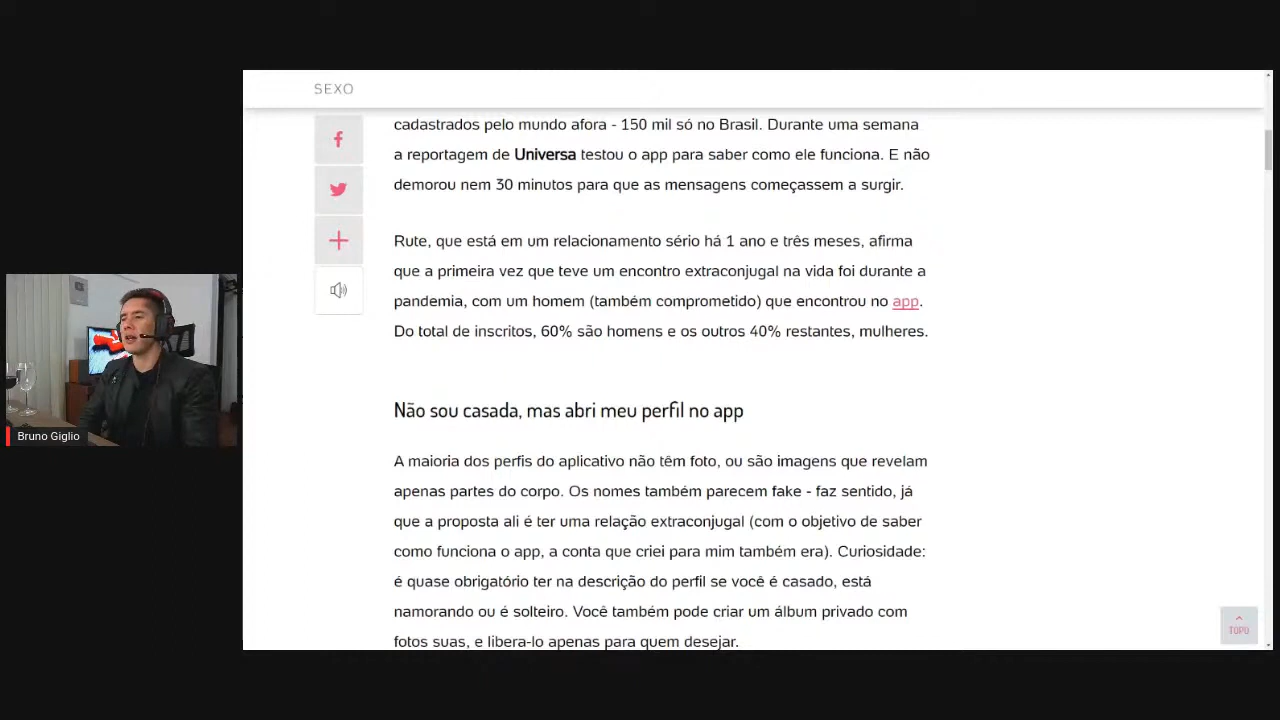 SEXO
cadastrados pelo mundo afora - 150 mil só no Brasil. Durante uma semana
a reportagem de Universa testou o app para saber como ele funciona. E não
demorou nem 30 minutos para que as mensagens começassem a surgir.
Rute, que está em um relacionamento sério há 1 ano e três meses, afirma
que a primeira vez que teve um encontro extraconjugal na vida foi durante a
pandemia, com um homem (também comprometido) que encontrou no app.
Do total de inscritos, 60% são homens e os outros 40% restantes, mulheres.
Não sou casada, mas abri meu perfil no app
A maioria dos perfis do aplicativo não têm foto, ou são imagens que revelam
apenas partes do corpo. Os nomes também parecem fake - faz sentido, já
que a proposta ali é ter uma relação extraconjugal (com o objetivo de saber
como funciona o app, a conta que criei para mim também era). Curiosidade:
é quase obrigatório ter na descrição do perfil se você é casado, está
namorando ou é solteiro. Você também pode criar um álbum privado com
fotos suas, e libera-lo apenas para quem desejar.
Bruno Giglio
TOPO